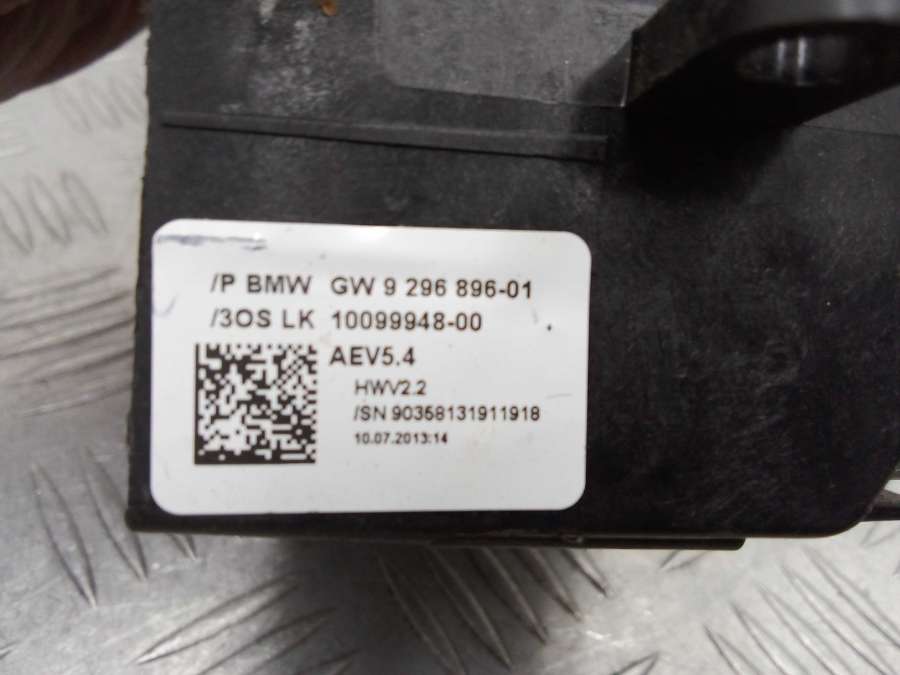 /P BMW GW 9 296 896-01
/3OS LK 10099948-00
AEV5.4
HWV2.2
/SN 90358131911918
10.07.2013:14